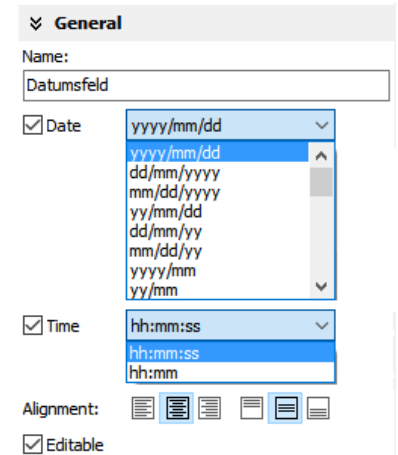 General
Name:
Datumsfeld
Date yyyy/mm/dd
yyyy/mm/dd
dd/mm/yyyy
mm/dd/yyyy
yy/mm/dd
dd/mm/yy
mm/dd/yy
yyyy/mm
yy/mm
Time hh:mm:ss
hh:mm:ss
hh:mm
Alignment:
Editable